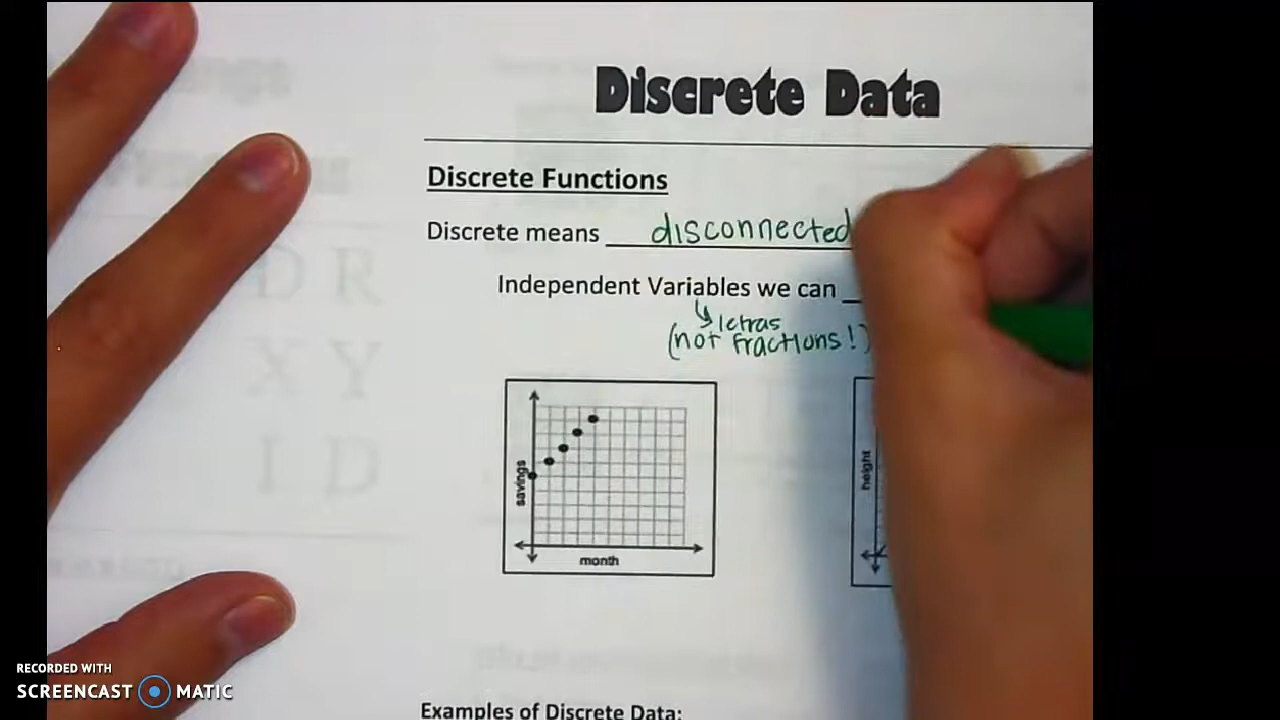 Discrete Data
Discrete Functions
Discrete means disconnected
Independent Variables we can
letras
(not fractions!)
savings
month
height
D R
X Y
I D
RECORDED WITH
SCREENCAST MATIC
Examples of Discrete Data: